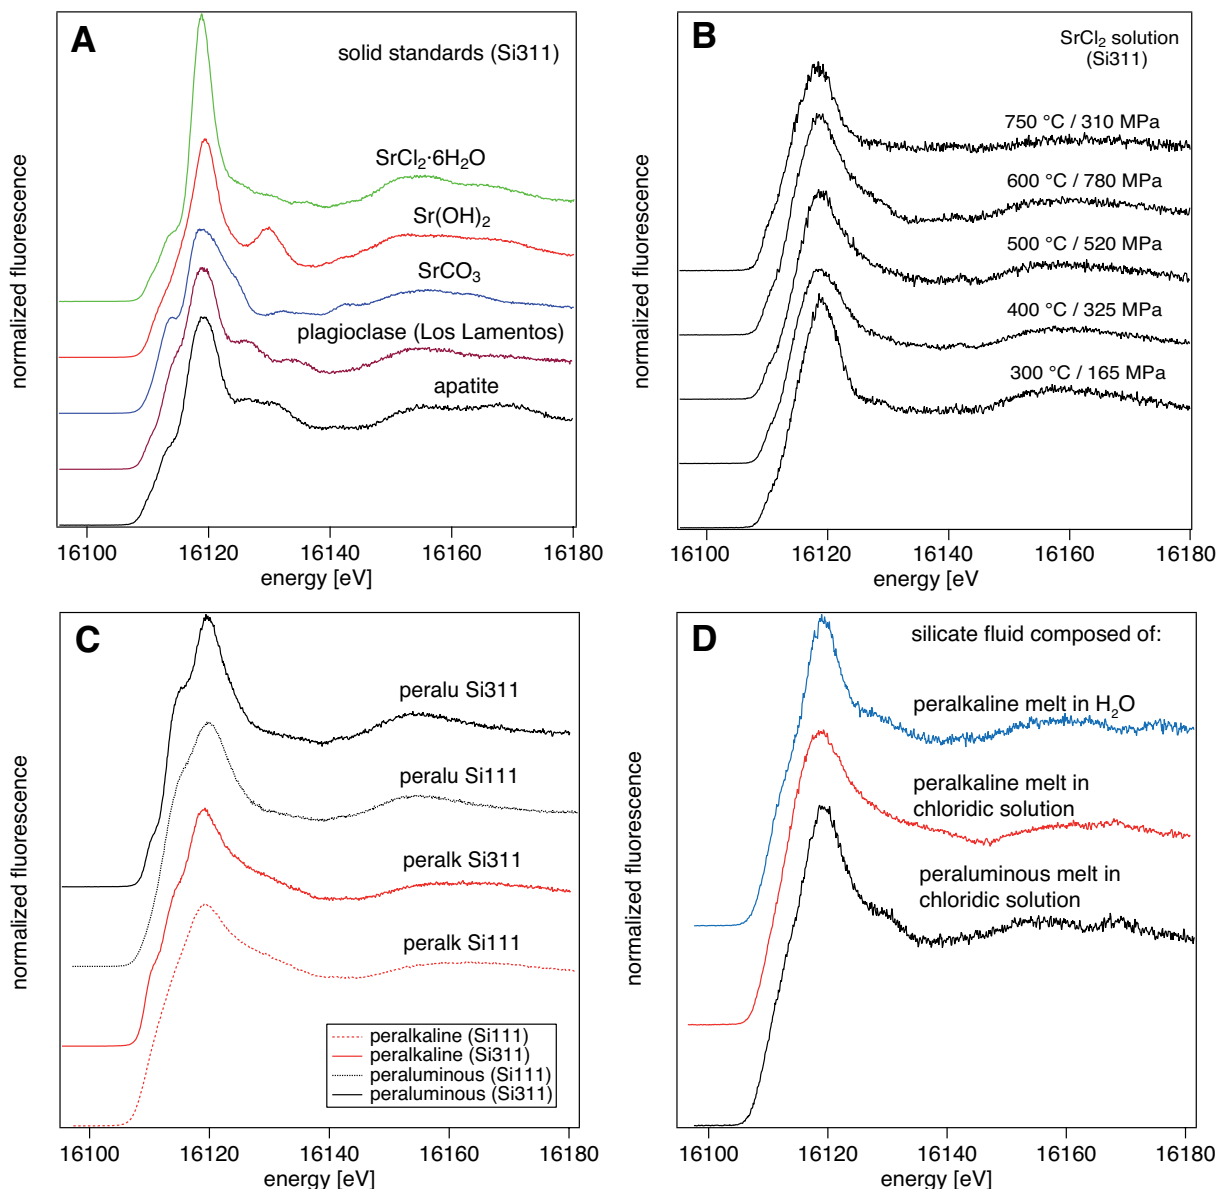 A
solid standards (Si311)
SrCl₂·6H₂O
Sr(OH)₂
SrCO₃
plagioclase (Los Lamentos)
apatite
normalized fluorescence
16100 16120 16140 16160 16180
energy [eV]
B
SrCl₂ solution
(Si311)
750 °C / 310 MPa
600 °C / 780 MPa
500 °C / 520 MPa
400 °C / 325 MPa
300 °C / 165 MPa
normalized fluorescence
16100 16120 16140 16160 16180
energy [eV
C
peralu Si311
peralu Si111
peralk Si311
peralk Si111
peralkaline (Si111)
peralkaline (Si311)
peraluminous (Si111)
peraluminous (Si311)
normalized fluorescence
16100 16120 16140 16160 16180
energy [eV]
D
silicate fluid composed of:
peralkaline melt in H₂O
peralkaline melt in
chloridic solution
peraluminous melt in
chloridic solution
normalized fluorescence
16100 16120 16140 16160 16180
energy [eV]